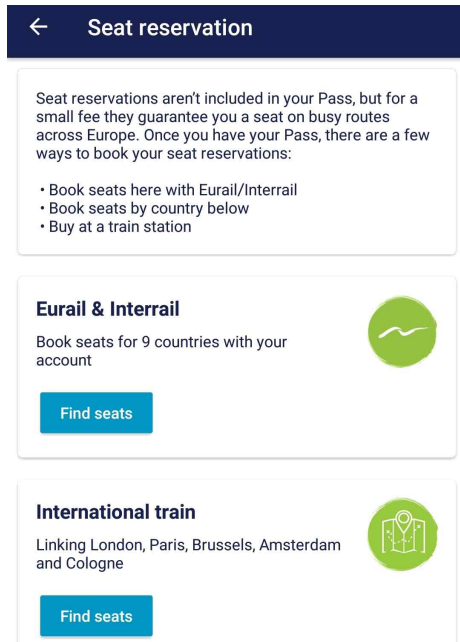 Seat reservation
Seat reservations aren't included in your Pass, but for a
small fee they guarantee you a seat on busy routes
across Europe. Once you have your Pass, there are a few
ways to book your seat reservations:
• Book seats here with Eurail/Interrail
• Book seats by country below
• Buy at a train station
Eurail & Interrail
Book seats for 9 countries with your
account
Find seats
International train
Linking London, Paris, Brussels, Amsterdam
and Cologne
Find seats